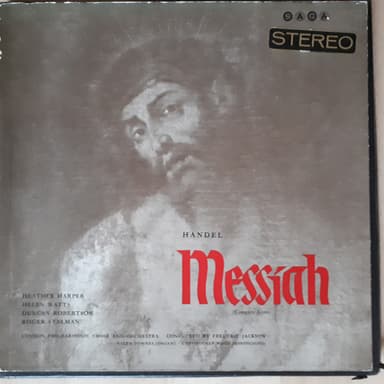 SAGA
STEREO
HANDEL
Messiah
(Complete Score)
HEATHER HARPER
HELEN WATTS
DUNCAN ROBERTSON
ROGER STALMAN
LONDON PHILHARMONIC CHOIR AND ORCHESTRA CONDUCTED BY FREDERIC JACKSON